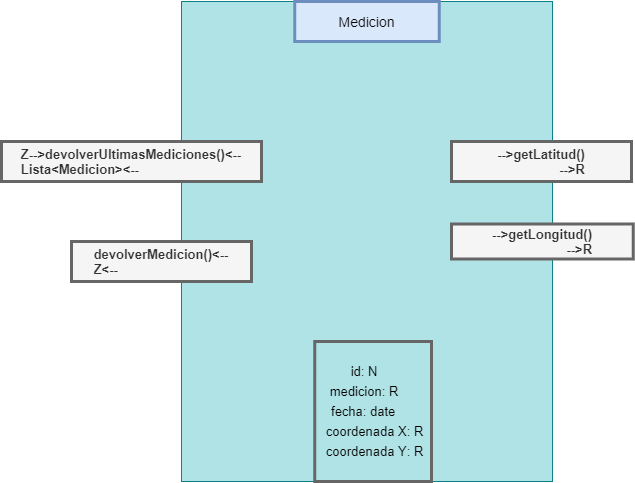 Medicion
Z-->devolverUltimasMediciones()<--
Lista<Medicion><--
-->getLatitud()
-->R
devolverMedicion()<--
Z<--
-->getLongitud()
-->R
id: N
medicion: R
fecha: date
coordenada X: R
coordenada Y: R